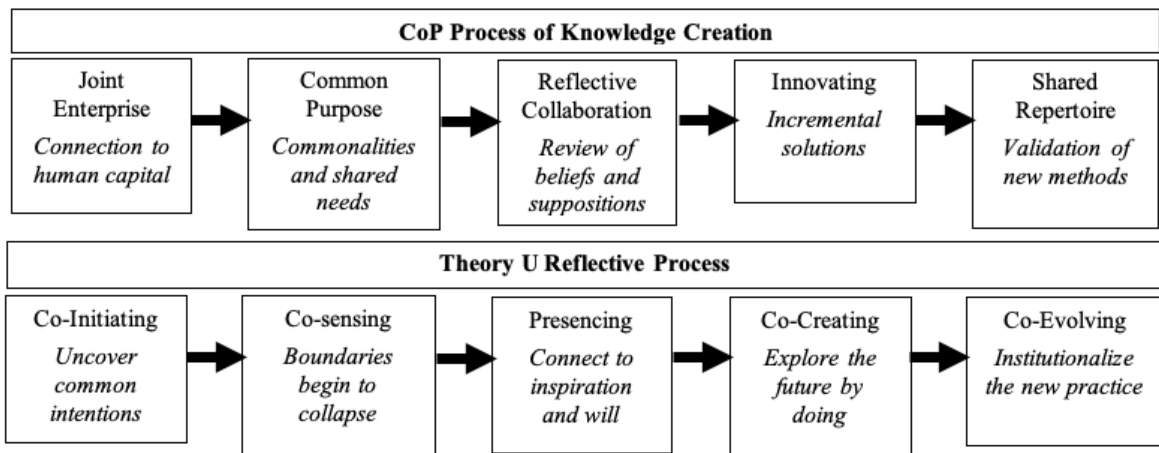 CoP Process of Knowledge Creation
Joint
Enterprise
Connection to
human capital
Common
Purpose
Commonalities
and shared
needs
Reflective
Collaboration
Review of
beliefs and
suppositions
Innovating
Incremental
solutions
Shared
Repertoire
Validation of
new methods
Theory U Reflective Process
Co-Initiating
Uncover
common
intentions
Co-sensing
Boundaries
begin to
collapse
Presencing
Connect to
inspiration
and will
Co-Creating
Explore the
future by
doing
Co-Evolving
Institutionalize
the new practice